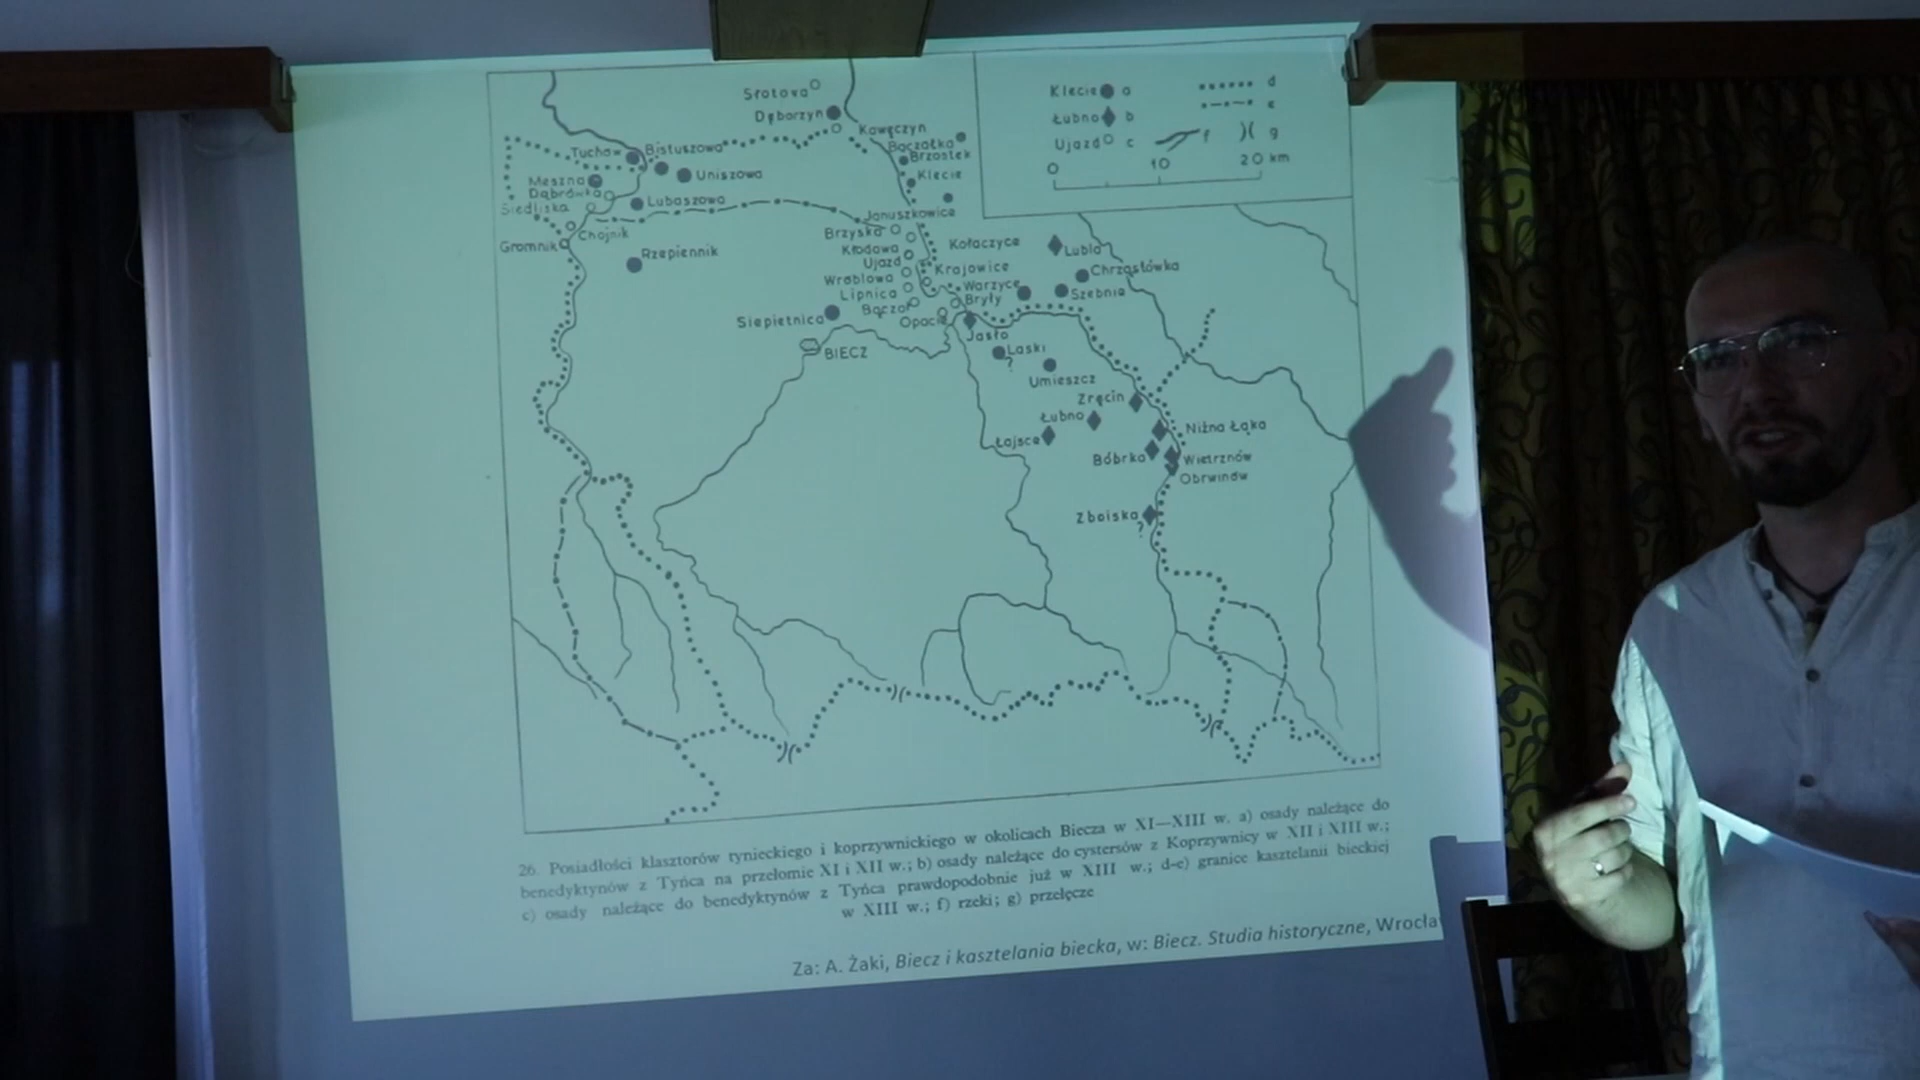 Słotowa
Dęborzyn
Kawęczyn
Bączałka
Brzostek
Klecie
Tuchów
Bistuszowa
Uniszowa
Meszna
Dąbrówka
Siedliska
Lubaszowa
Chojnik
Gromnik
Rzepiennik
Januszkowice
Brzyska
Kłodawa
Ujazd
Wróblowa
Lipnica
Bączal
Opacie
Kołaczyce
Krajowice
Warzyce
Bryły
Lubla
Chrząstówka
Szebnie
Siepietnica
BIECZ
Jasło
Laski
?
Umieszcz
Zręcin
Łubno
Łajsce
Niżna Łąka
Bóbrka
Wietrznów
Obrwinów
Zboiska
?
Klecie a
Łubno b
Ujazd c
d
e
f
g
0 10 20 km
26. Posiadłości klasztorów tynieckiego i koprzywnickiego w okolicach Biecza w XI—XIII w. a) osady należące do
benedyktynów z Tyńca na przełomie XI i XII w.; b) osady należące do cystersów z Koprzywnicy w XII i XIII w.;
c) osady należące do benedyktynów z Tyńca prawdopodobnie już w XIII w.; d-e) granice kasztelanii bieckiej
w XIII w.; f) rzeki; g) przełęcze
Za: A. Żaki, Biecz i kasztelania biecka, w: Biecz. Studia historyczne, Wrocła